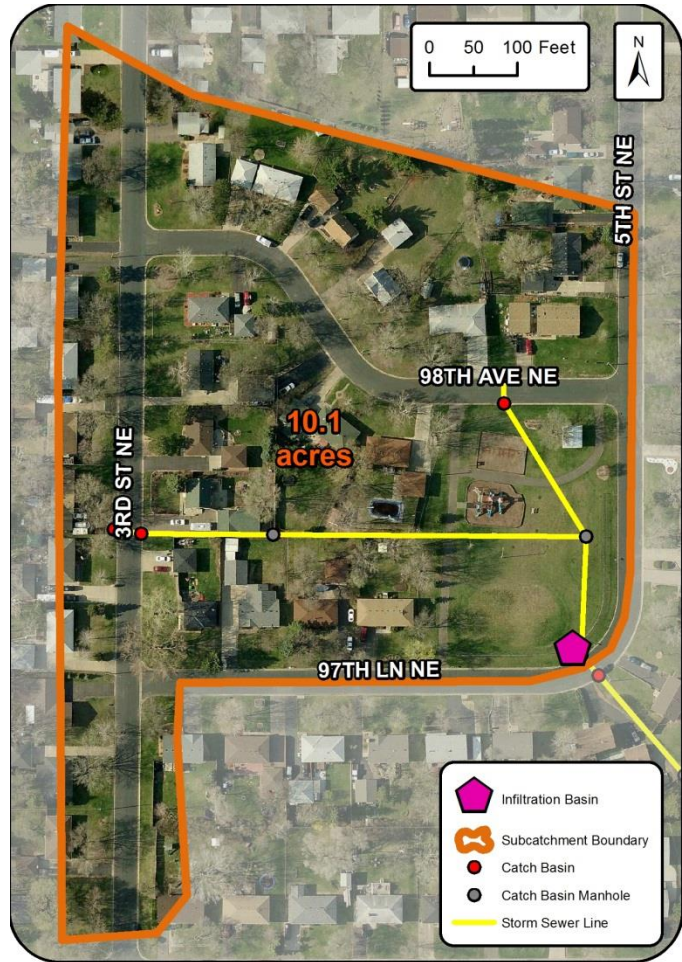 0 50 100 Feet
N
5TH ST NE
98TH AVE NE
10.1
acres
3RD ST NE
97TH LN NE
Infiltration Basin
Subcatchment Boundary
Catch Basin
Catch Basin Manhole
Storm Sewer Line